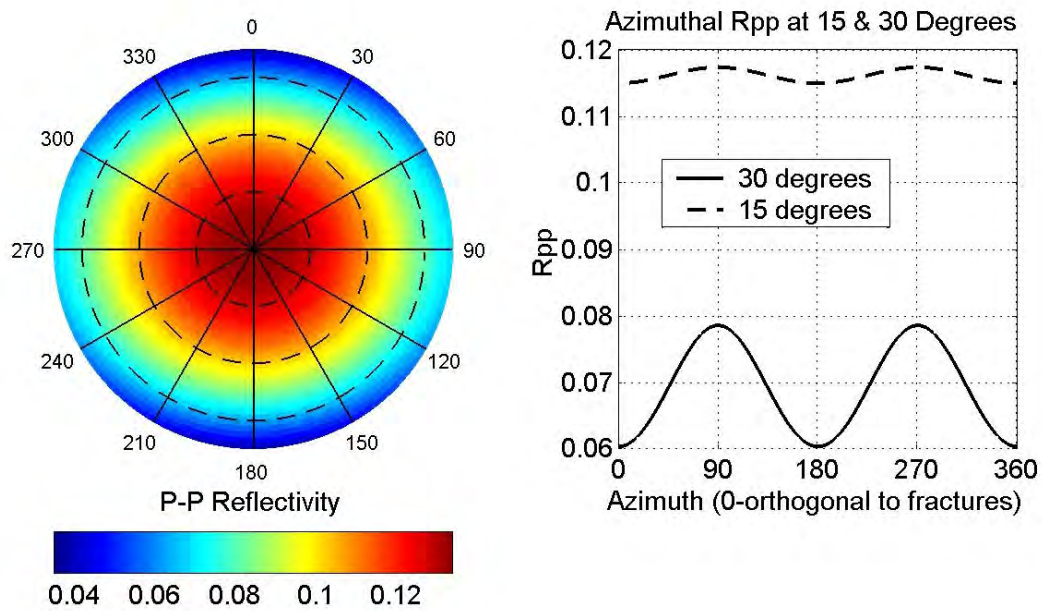 0
30
60
90
120
150
180
210
240
270
300
330
P-P Reflectivity
0.04 0.06 0.08 0.1 0.12
Azimuthal Rpp at 15 & 30 Degrees
0.12
0.11
0.1
0.09
0.08
0.07
0.06
Rpp
30 degrees
15 degrees
0 90 180 270 360
Azimuth (0-orthogonal to fractures)